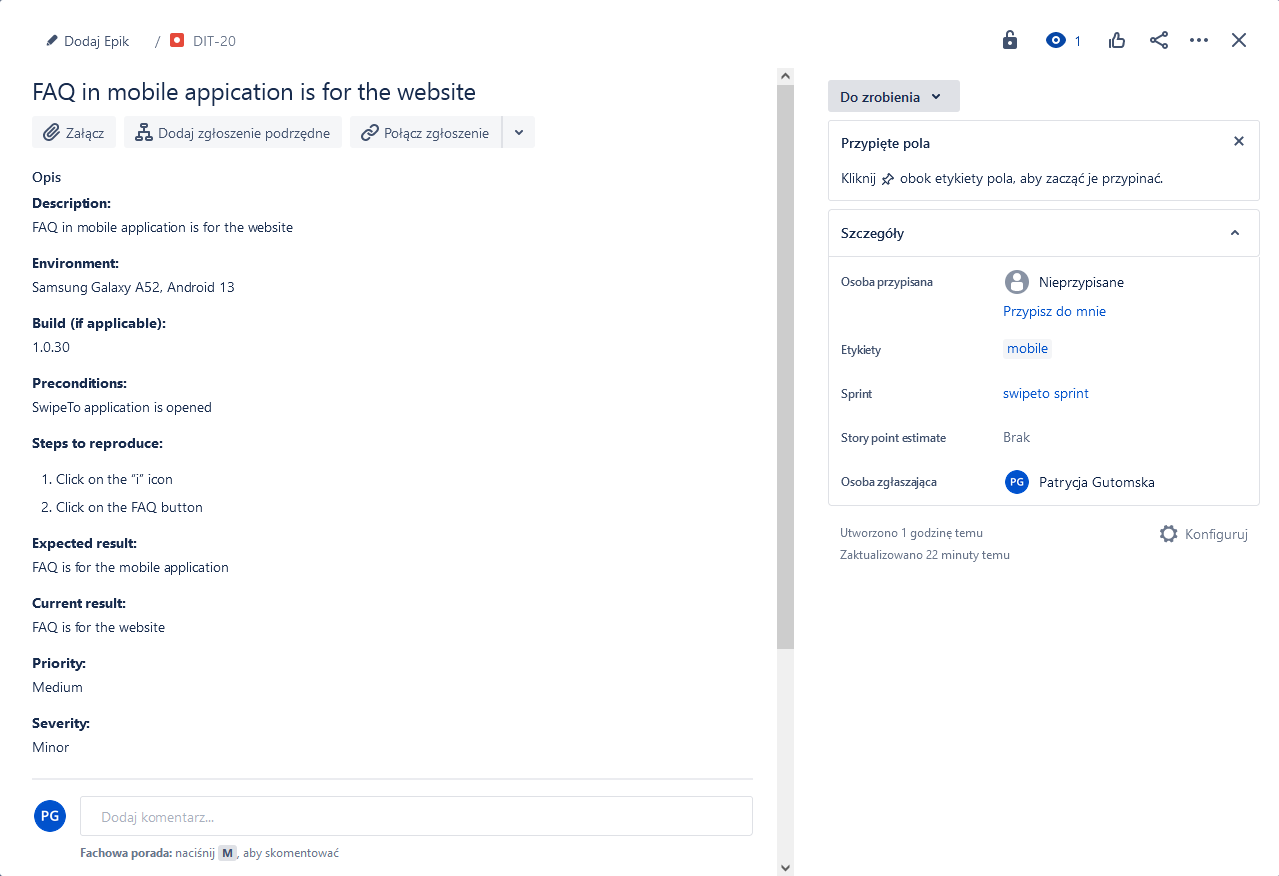 Dodaj Epik / DIT-20
1
FAQ in mobile appication is for the website
Załącz
Dodaj zgłoszenie podrzędne
Połącz zgłoszenie
Opis
Description:
FAQ in mobile application is for the website
Environment:
Samsung Galaxy A52, Android 13
Build (if applicable):
1.0.30
Preconditions:
SwipeTo application is opened
Steps to reproduce:
1. Click on the “i” icon
2. Click on the FAQ button
Expected result:
FAQ is for the mobile application
Current result:
FAQ is for the website
Priority:
Medium
Severity:
Minor
PG
Dodaj komentarz...
Fachowa porada: naciśnij M, aby skomentować
Do zrobienia
Przypięte pola
Kliknij obok etykiety pola, aby zacząć je przypinać.
Szczegóły
Osoba przypisana
Nieprzypisane
Przypisz do mnie
Etykiety
mobile
Sprint
swipeto sprint
Story point estimate
Brak
Osoba zgłaszająca
PG Patrycja Gutomska
Utworzono 1 godzinę temu
Zaktualizowano 22 minuty temu
Konfiguruj